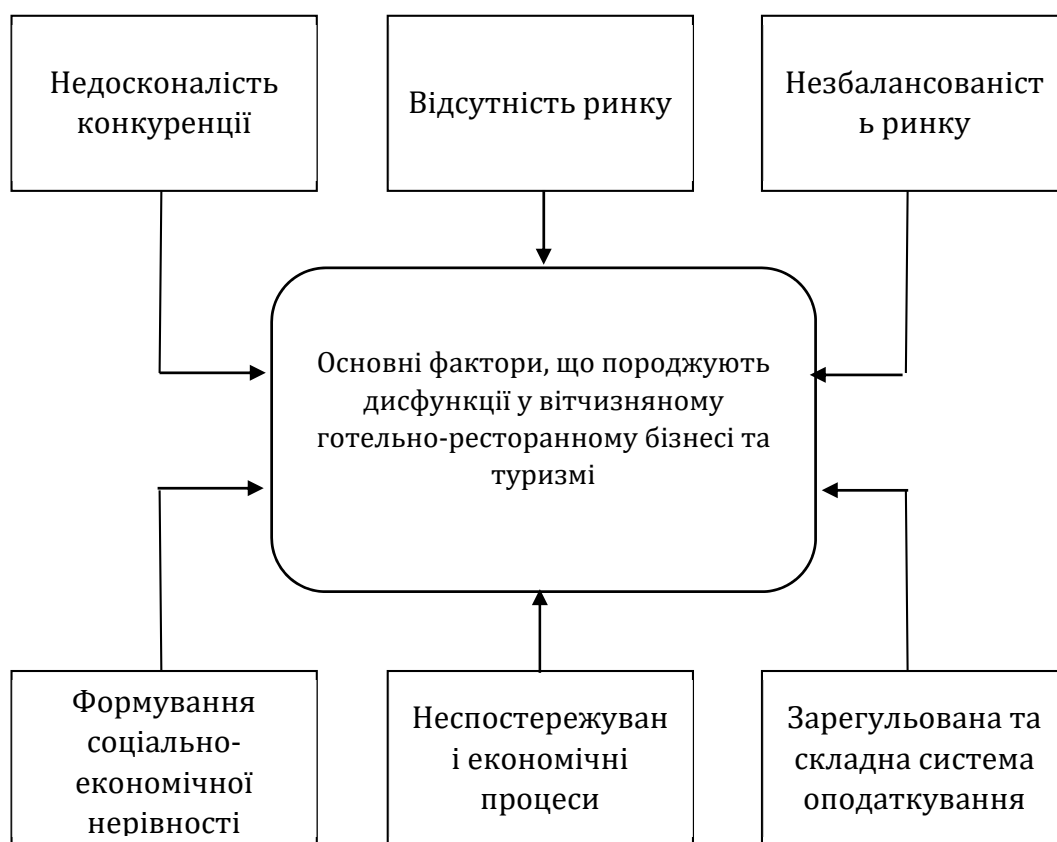 Недосконалість
конкуренції
Відсутність ринку
Незбалансованіст
ь ринку
Основні фактори, що породжують
дисфункції у вітчизняному
готельно-ресторанному бізнесі та
туризмі
Формування
соціально-
економічної
нерівності
Неспостережуван
і економічні
процеси
Зарегульована та
складна система
оподаткування